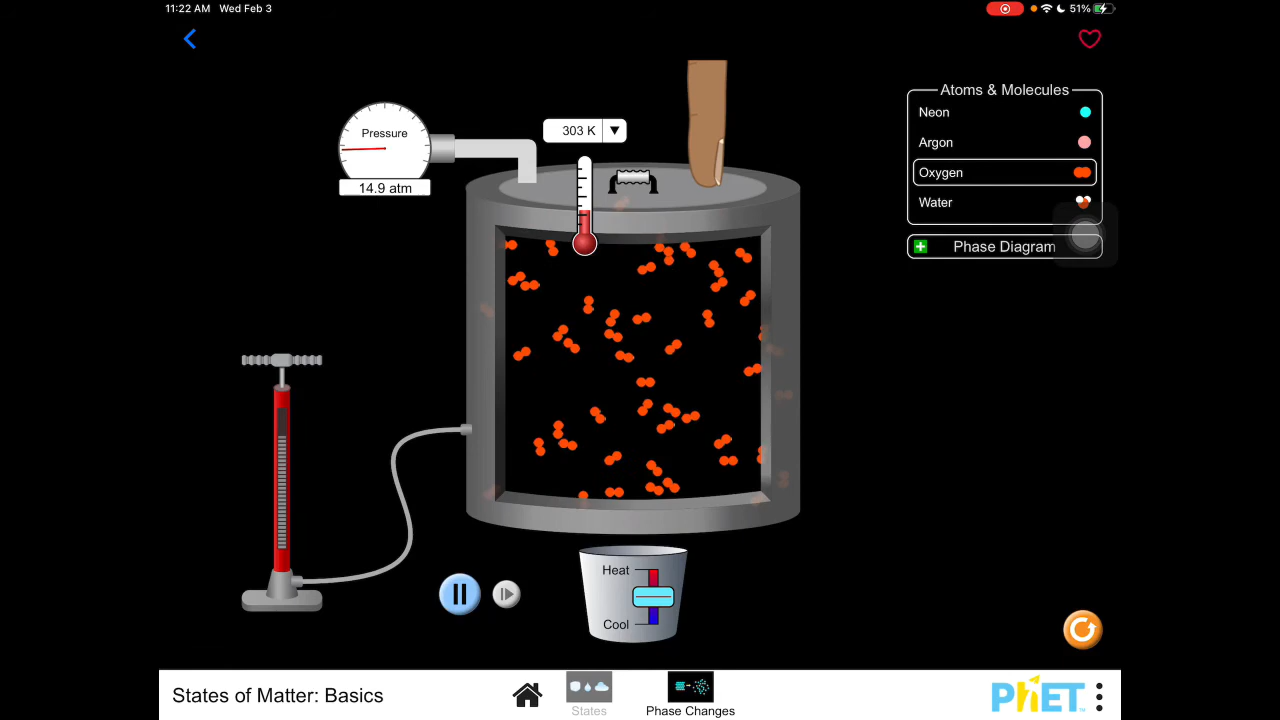 11:22 AM Wed Feb 3
51%
Pressure
14.9 atm
303 K
Atoms & Molecules
Neon
Argon
Oxygen
Water
Phase Diagram
Heat
Cool
States of Matter: Basics
States
Phase Changes
PhET